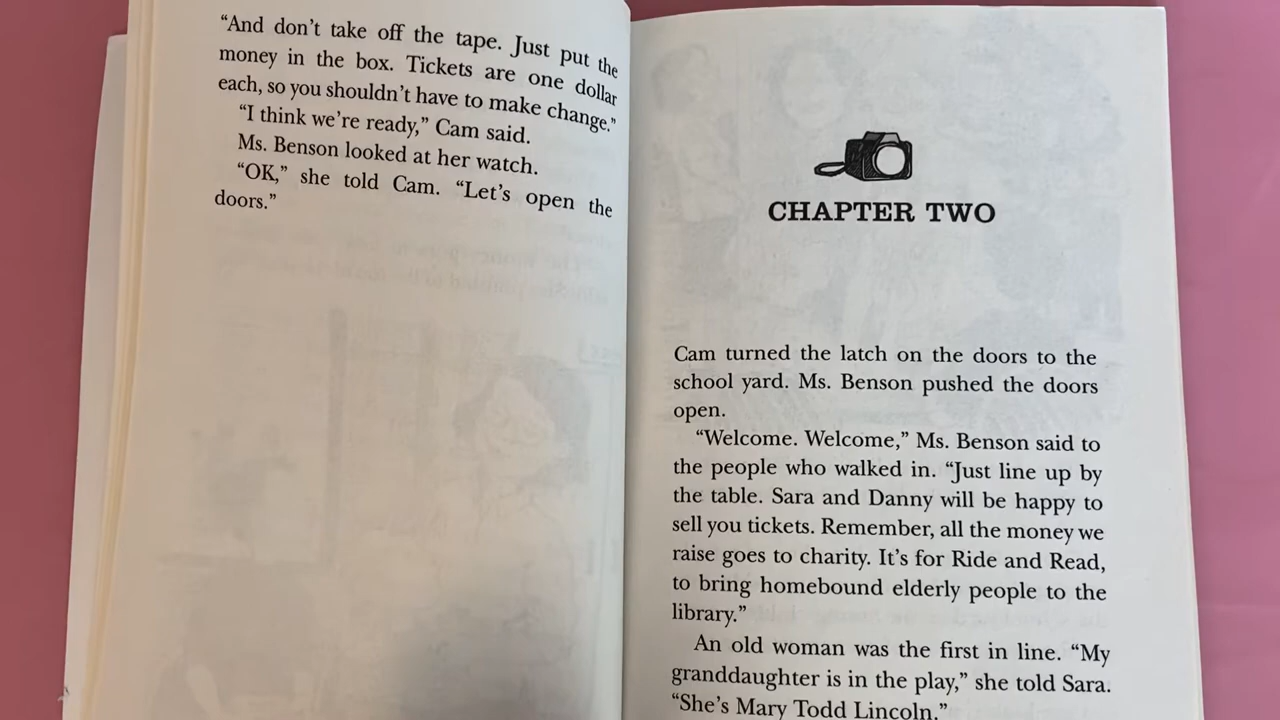 “And don’t take off the tape. Just put the
money in the box. Tickets are one dollar
each, so you shouldn’t have to make change.”
“I think we’re ready,” Cam said.
Ms. Benson looked at her watch.
“OK,” she told Cam. “Let’s open the
doors.”
CHAPTER TWO
Cam turned the latch on the doors to the
school yard. Ms. Benson pushed the doors
open.
“Welcome. Welcome,” Ms. Benson said to
the people who walked in. “Just line up by
the table. Sara and Danny will be happy to
sell you tickets. Remember, all the money we
raise goes to charity. It’s for Ride and Read,
to bring homebound elderly people to the
library.”
An old woman was the first in line. “My
granddaughter is in the play,” she told Sara.
“She’s Mary Todd Lincoln.”